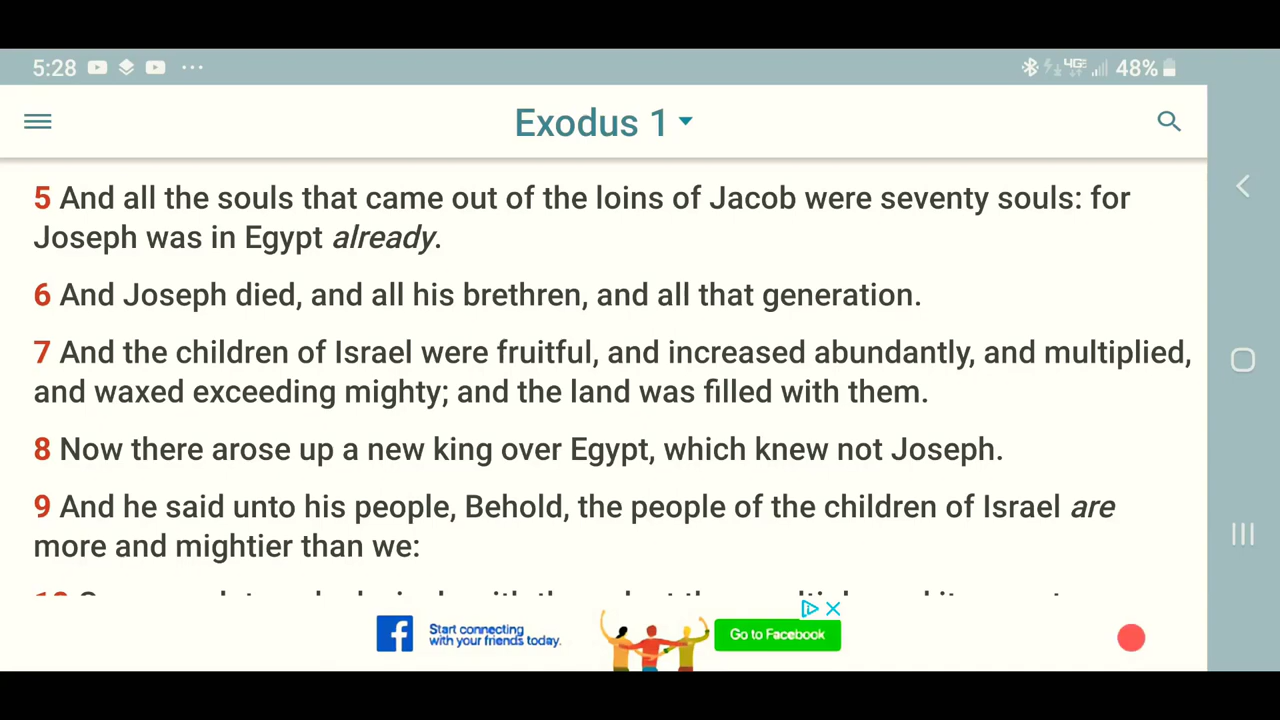 5:28 ... 4GE 48%
Exodus 1
5 And all the souls that came out of the loins of Jacob were seventy souls: for
Joseph was in Egypt already.
6 And Joseph died, and all his brethren, and all that generation.
7 And the children of Israel were fruitful, and increased abundantly, and multiplied,
and waxed exceeding mighty; and the land was filled with them.
8 Now there arose up a new king over Egypt, which knew not Joseph.
9 And he said unto his people, Behold, the people of the children of Israel are
more and mightier than we:
Start connecting
with your friends today.
Go to Facebook